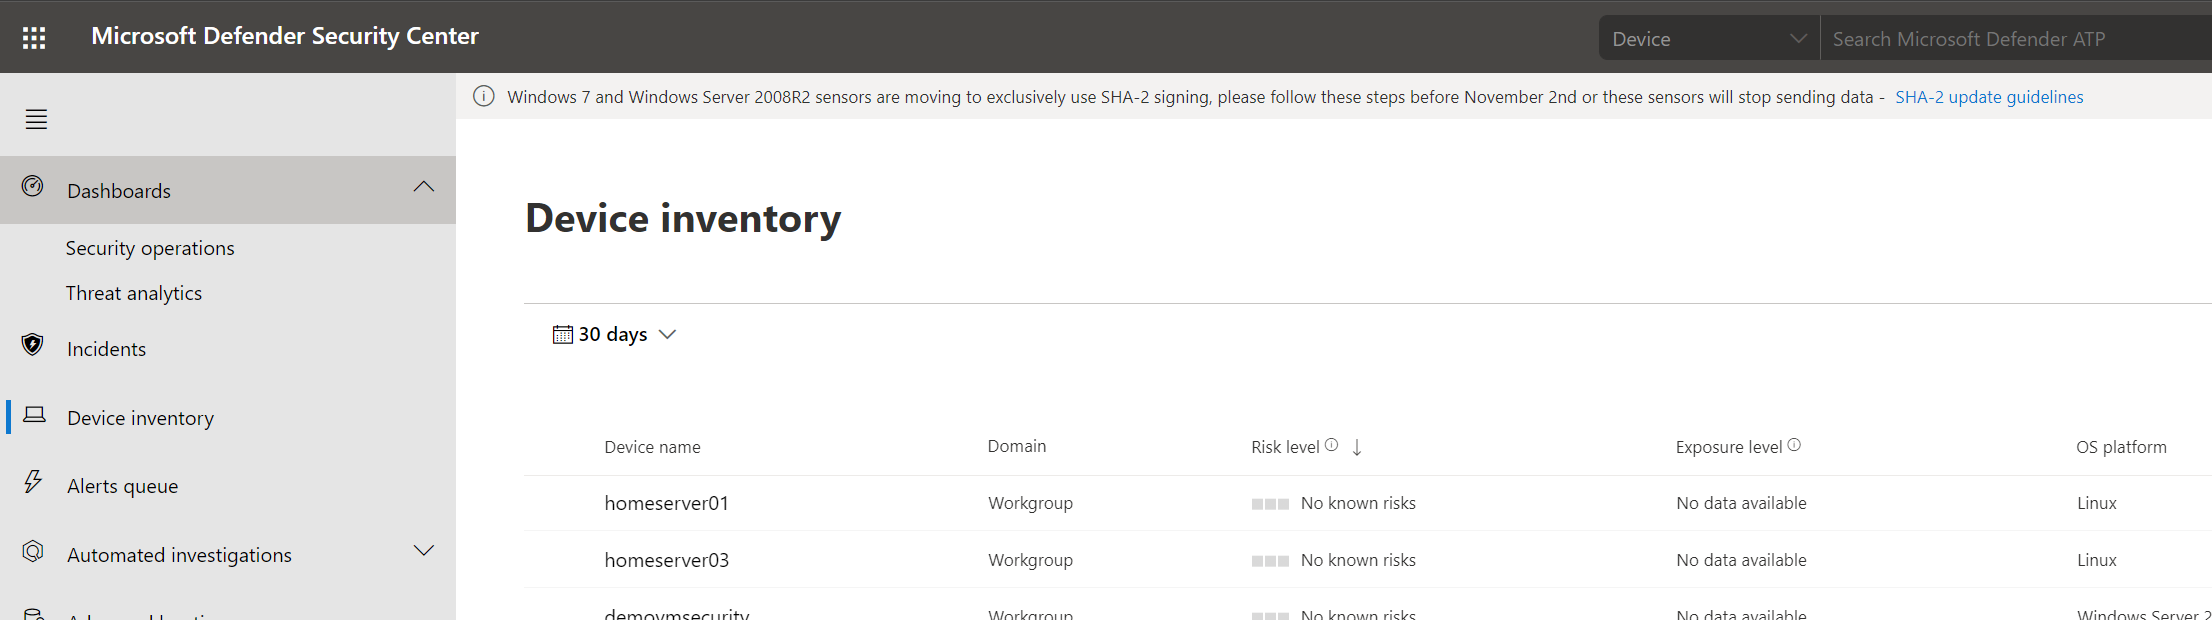 Microsoft Defender Security Center
Device
Search Microsoft Defender ATP
Windows 7 and Windows Server 2008R2 sensors are moving to exclusively use SHA-2 signing, please follow these steps before November 2nd or these sensors will stop sending data - SHA-2 update guidelines
Dashboards
Security operations
Threat analytics
Incidents
Device inventory
Alerts queue
Automated investigations
Device inventory
30 days
Device name Domain Risk level Exposure level OS platform
homeserver01 Workgroup No known risks No data available Linux
homeserver03 Workgroup No known risks No data available Linux
demovmsecurity Workgroup No known risks No data available Windows Server 2